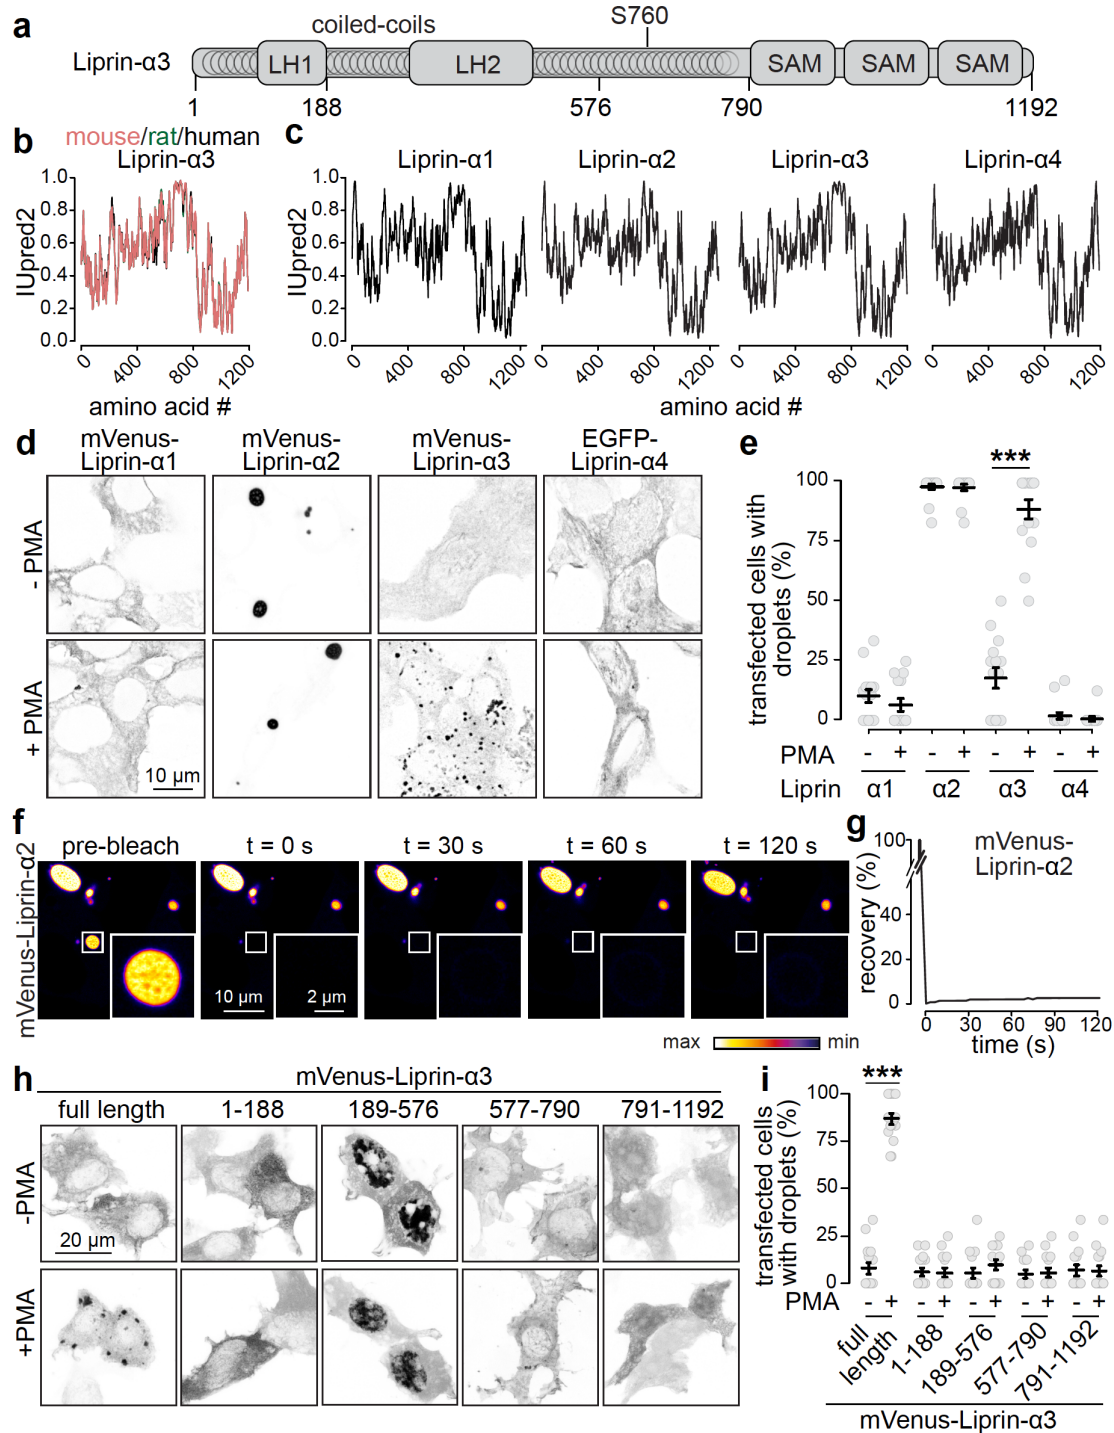 a
coiled-coils
S760
Liprin-α3
LH1
LH2
SAM
SAM
SAM
1
188
576
790
1192
b
mouse/rat/human
Liprin-α3
IUpred2
1.0
0.8
0.6
0.4
0.2
0.0
0
400
800
1200
amino acid #
c
Liprin-α1
Liprin-α2
Liprin-α3
Liprin-α4
IUpred2
1.0
0.8
0.6
0.4
0.2
0.0
0
400
800
1200
0
400
800
1200
0
400
800
1200
0
400
800
1200
amino acid #
d
mVenus-
Liprin-α1
mVenus-
Liprin-α2
mVenus-
Liprin-α3
EGFP-
Liprin-α4
- PMA
+ PMA
10 µm
e
***
transfected cells with
droplets (%)
100
75
50
25
0
PMA - + - + - + - +
Liprin α1 α2 α3 α4
f
mVenus-Liprin-α2
pre-bleach
t = 0 s
t = 30 s
t = 60 s
t = 120 s
10 µm
2 µm
max
min
g
mVenus-
Liprin-α2
recovery (%)
100
40
20
0
0 30 60 90 120
time (s)
h
mVenus-Liprin-α3
full length
1-188
189-576
577-790
791-1192
-PMA
20 µm
+PMA
i
***
transfected cells
with droplets (%)
100
75
50
25
0
PMA - + - + - + - + - +
full
length
1-188
189-576
577-790
791-1192
mVenus-Liprin-α3